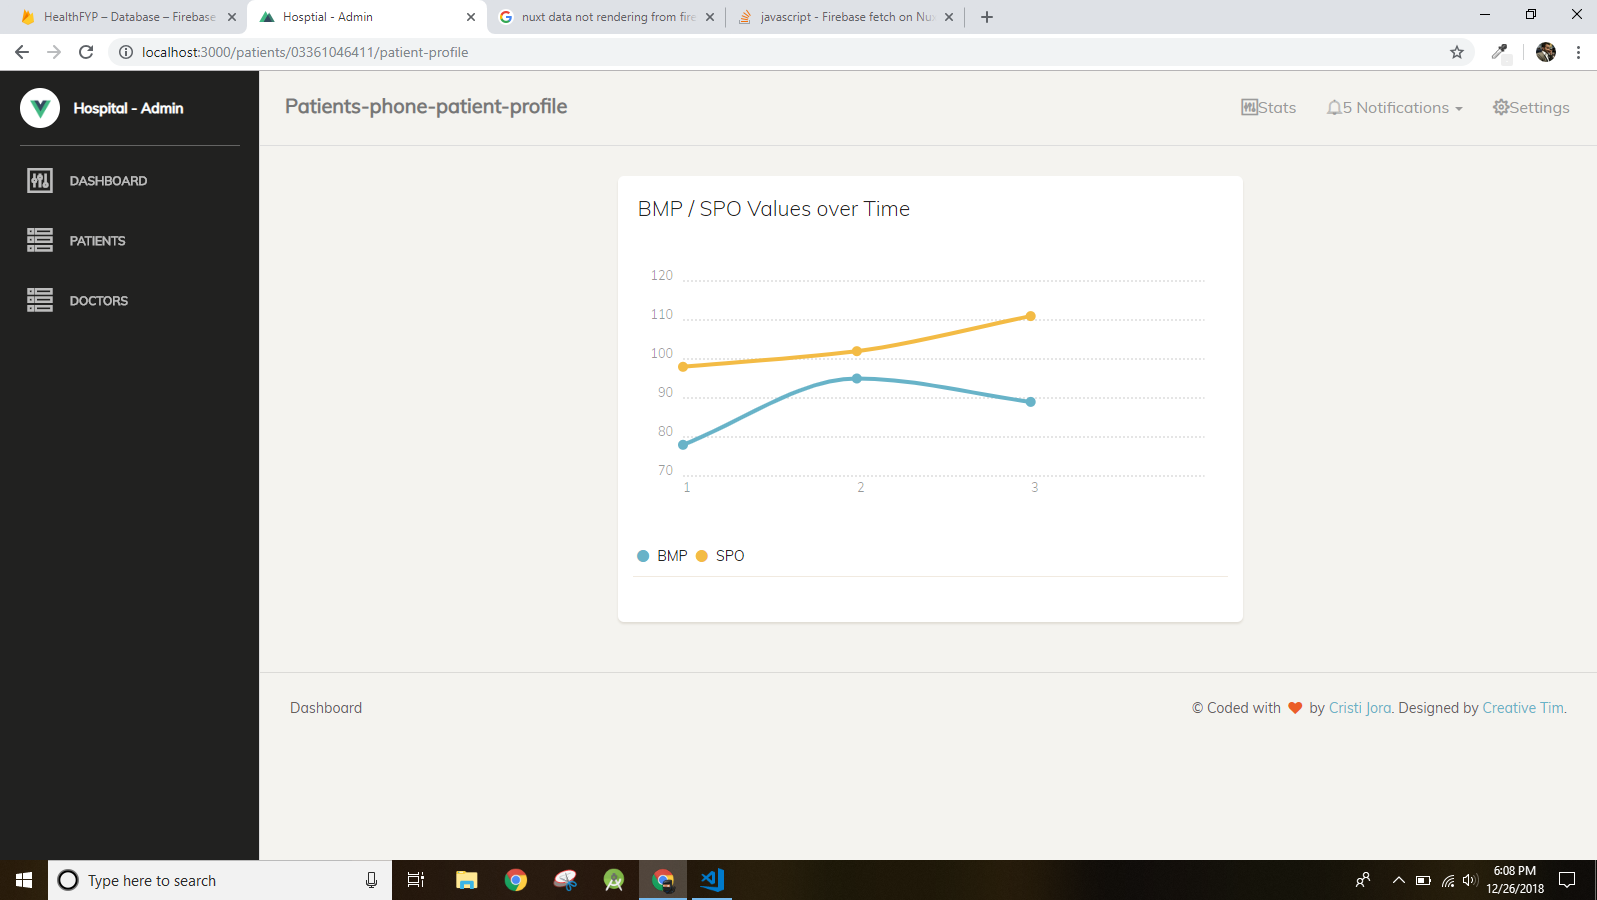 HealthFYP – Database – Firebase
Hosptial - Admin
nuxt data not rendering from fire
javascript - Firebase fetch on Nu
localhost:3000/patients/03361046411/patient-profile
Hospital - Admin
Patients-phone-patient-profile
Stats
5 Notifications
Settings
DASHBOARD
PATIENTS
DOCTORS
BMP / SPO Values over Time
120
110
100
90
80
70
1 2 3
BMP SPO
Dashboard
© Coded with by Cristi Jora. Designed by Creative Tim.
Type here to search
6:08 PM
12/26/2018